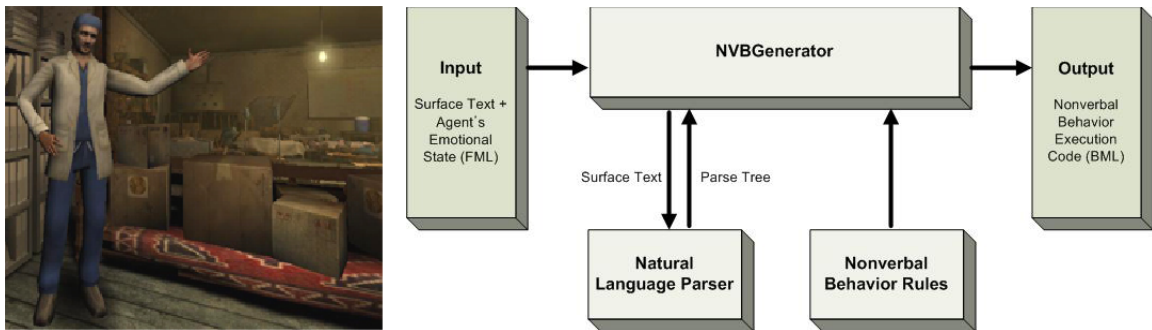 Input
Surface Text +
Agent´s
Emotional
State (FML)
NVBGenerator
Output
Nonverbal
Behavior
Execution
Code (BML)
Surface Text
Parse Tree
Natural
Language Parser
Nonverbal
Behavior Rules